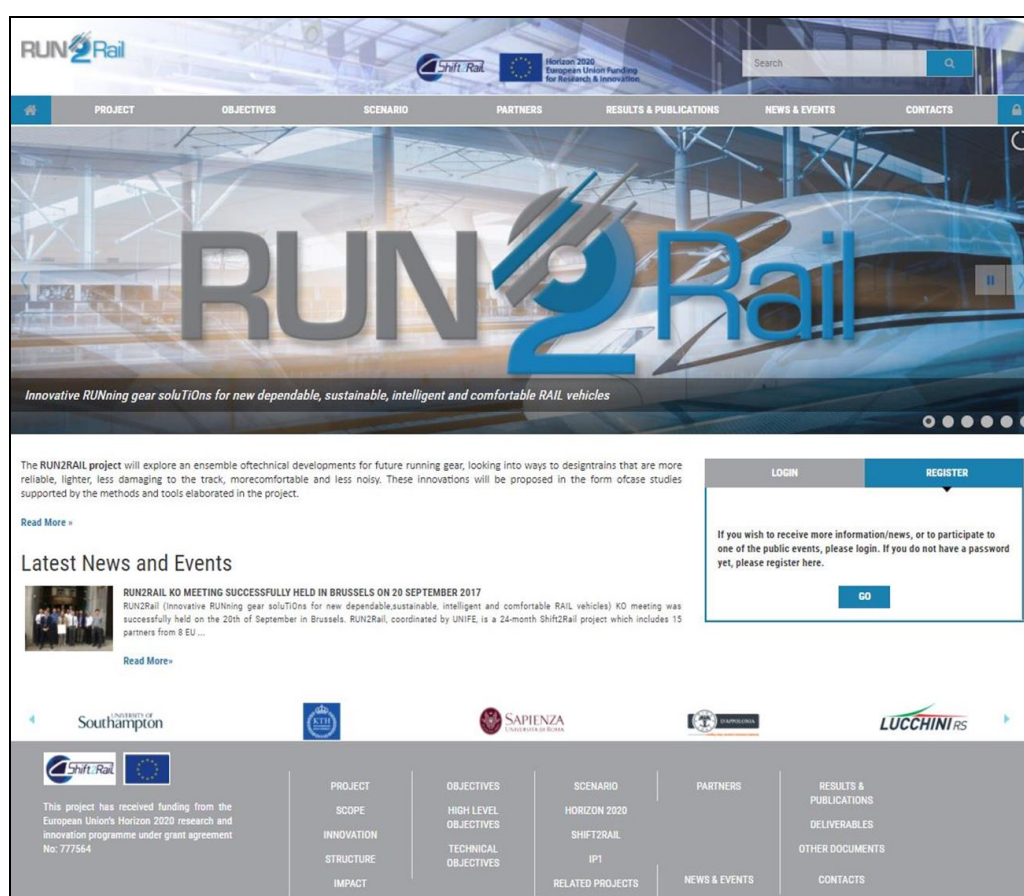 RUN2Rail
Shift2Rail
Horizon 2020
European Union Funding
for Research & Innovation
Search
PROJECT OBJECTIVES SCENARIO PARTNERS RESULTS & PUBLICATIONS NEWS & EVENTS CONTACTS
RUN2Rail
Innovative RUNning gear soluTiOns for new dependable, sustainable, intelligent and comfortable RAIL vehicles
The RUN2RAIL project will explore an ensemble oftechnical developments for future running gear, looking into ways to designtrains that are more
reliable, lighter, less damaging to the track, morecomfortable and less noisy. These innovations will be proposed in the form ofcase studies
supported by the methods and tools elaborated in the project.
Read More »
LOGIN REGISTER
If you wish to receive more information/news, or to participate to
one of the public events, please login. If you do not have a password
yet, please register here.
GO
Latest News and Events
RUN2RAIL KO MEETING SUCCESSFULLY HELD IN BRUSSELS ON 20 SEPTEMBER 2017
RUN2Rail (Innovative RUNning gear soluTiOns for new dependable,sustainable, intelligent and comfortable RAIL vehicles) KO meeting was
successfully held on the 20th of September in Brussels. RUN2Rail, coordinated by UNIFE, is a 24-month Shift2Rail project which includes 15
partners from 8 EU ...
Read More»
UNIVERSITY OF
Southampton
KTH
SAPIENZA
UNIVERSITÀ DI ROMA
D'APPOLONIA
LUCCHINI RS
Shift2Rail
This project has received funding from the
European Union's Horizon 2020 research and
innovation programme under grant agreement
No: 777564
PROJECT
SCOPE
INNOVATION
STRUCTURE
IMPACT
OBJECTIVES
HIGH LEVEL
OBJECTIVES
TECHNICAL
OBJECTIVES
SCENARIO
HORIZON 2020
SHIFT2RAIL
IP1
RELATED PROJECTS
PARTNERS
NEWS & EVENTS
RESULTS &
PUBLICATIONS
DELIVERABLES
OTHER DOCUMENTS
CONTACTS